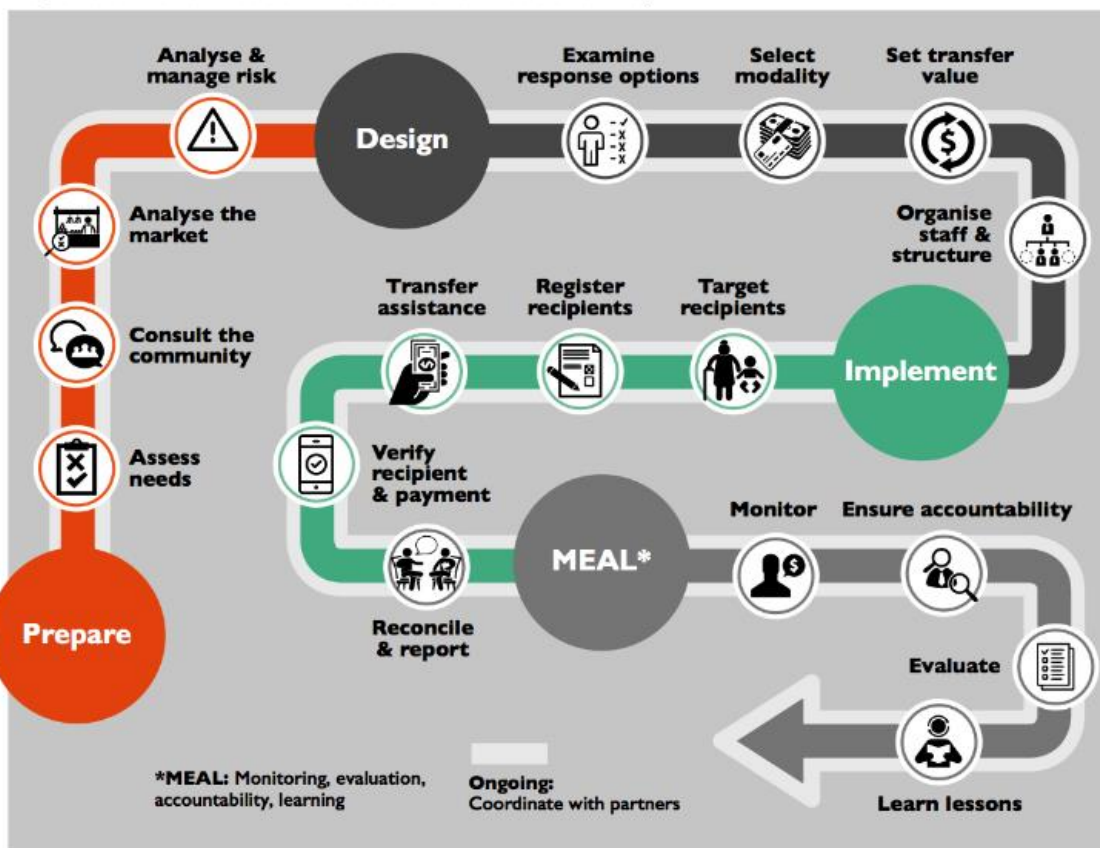 Prepare
Assess
needs
Consult the
community
Analyse the
market
Analyse &
manage risk
Design
Examine
response options
Select
modality
Set transfer
value
Organise
staff &
structure
Implement
Target
recipients
Register
recipients
Transfer
assistance
Verify
recipient
& payment
Reconcile
& report
MEAL*
Monitor
Ensure accountability
Evaluate
Learn lessons
*MEAL: Monitoring, evaluation,
accountability, learning
Ongoing:
Coordinate with partners